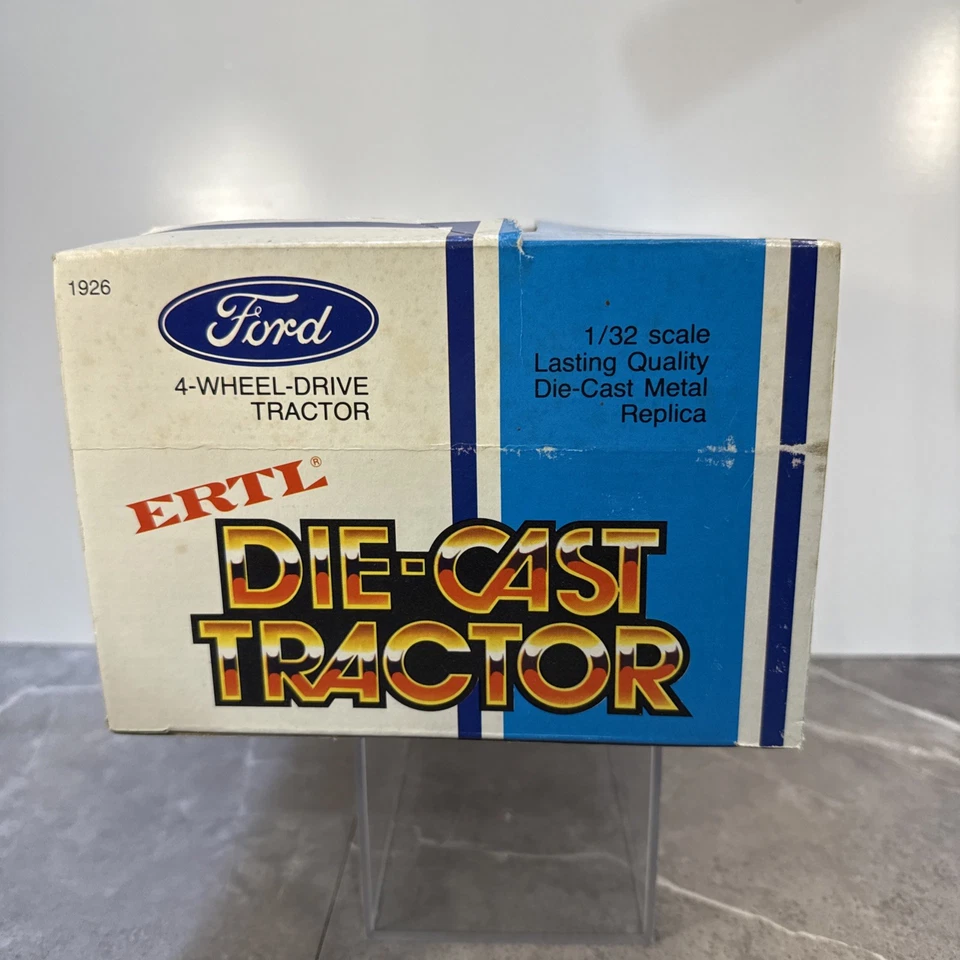 1926
Ford
4-WHEEL-DRIVE
TRACTOR
1/32 scale
Lasting Quality
Die-Cast Metal
Replica
ERTL®
DIE-CAST
TRACTOR